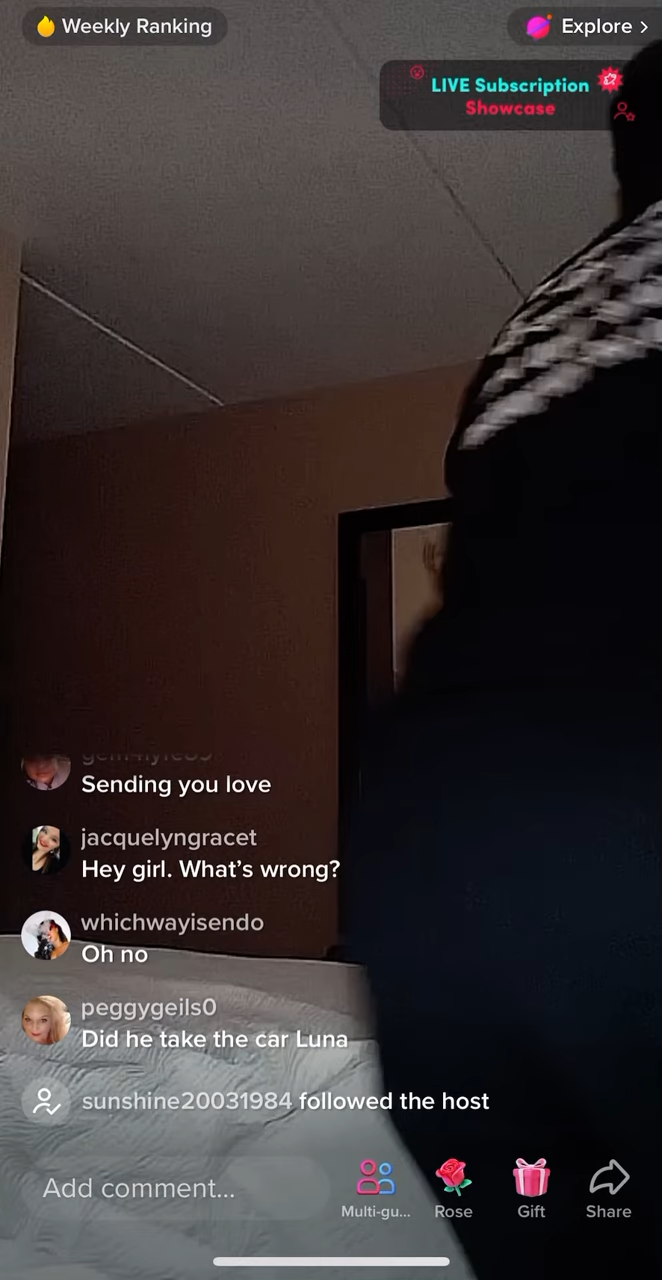 Weekly Ranking
Explore >
LIVE Subscription
Showcase
Sending you love
jacquelyngracet
Hey girl. What’s wrong?
whichwayisendo
Oh no
peggygeils0
Did he take the car Luna
sunshine20031984 followed the host
Add comment...
Multi-gu...
Rose
Gift
Share